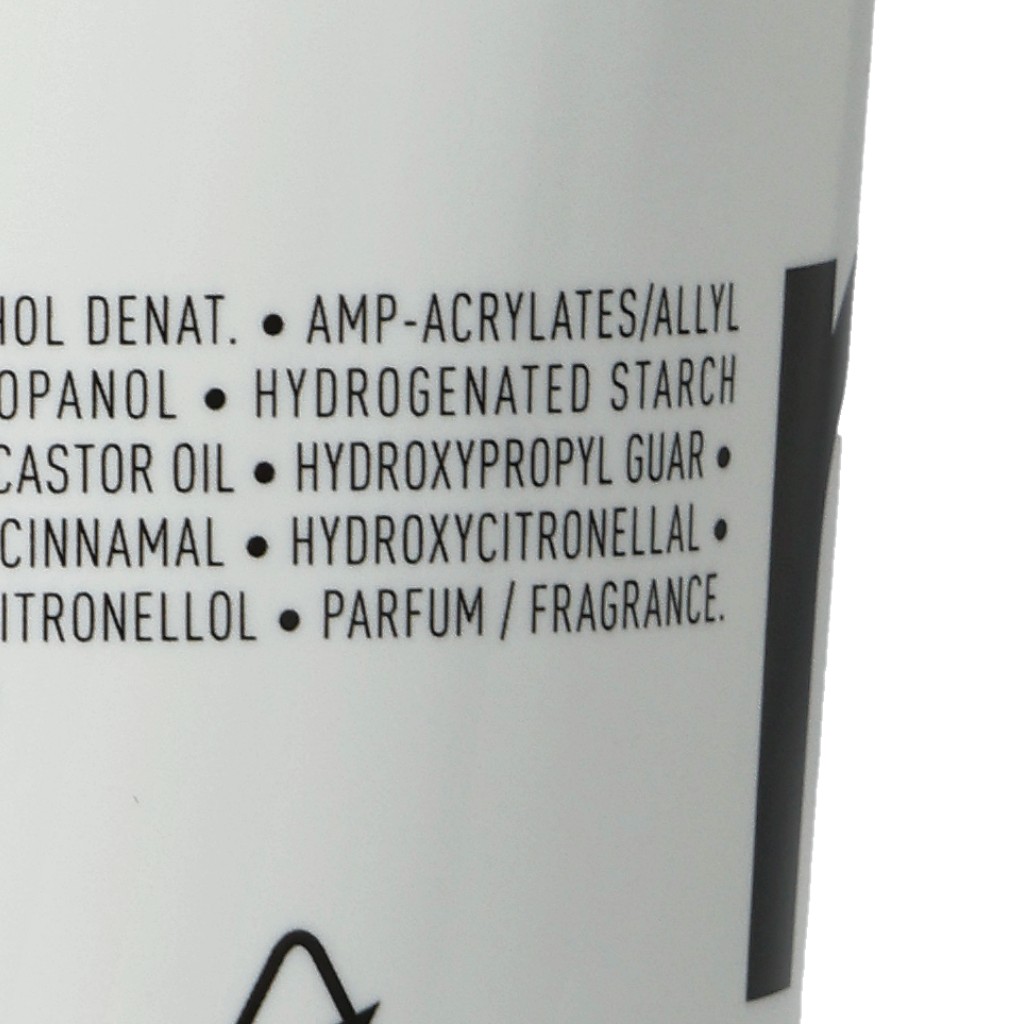 HOL DENAT. • AMP-ACRYLATES/ALLYL
OPANOL • HYDROGENATED STARCH
CASTOR OIL • HYDROXYPROPYL GUAR •
CINNAMAL • HYDROXYCITRONELLAL •
ITRONELLOL • PARFUM / FRAGRANCE.